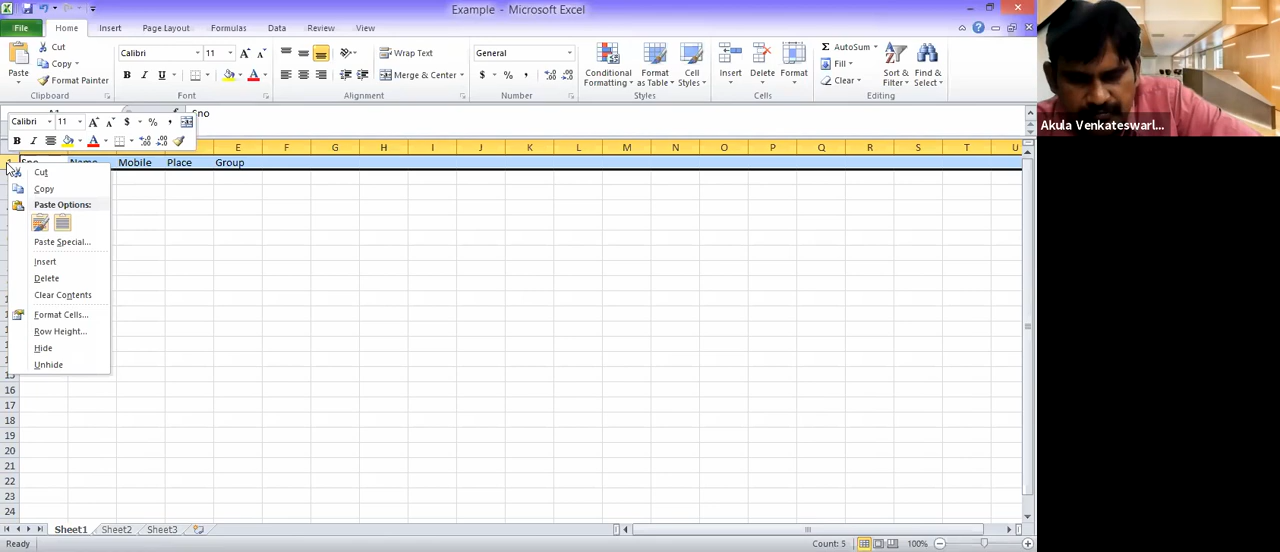 Example - Microsoft Excel
File Home Insert Page Layout Formulas Data Review View
Paste
Cut
Copy
Format Painter
Clipboard
Calibri 11
B I U
Font
Wrap Text
Merge & Center
Alignment
General
$ % ,
Number
Conditional Formatting
Format as Table
Cell Styles
Styles
Insert
Delete
Format
Cells
AutoSum
Fill
Clear
Sort & Filter
Find & Select
Editing
Calibri 11 $ % ,
B I
Sno
A B C D E F G H I J K L M N O P Q R S T U
Name Mobile Place Group
Cut
Copy
Paste Options:
Paste Special...
Insert
Delete
Clear Contents
Format Cells...
Row Height...
Hide
Unhide
15
16
17
18
19
20
21
22
23
24
Sheet1 Sheet2 Sheet3
Ready
Count: 5
100%
Akula Venkateswarl...